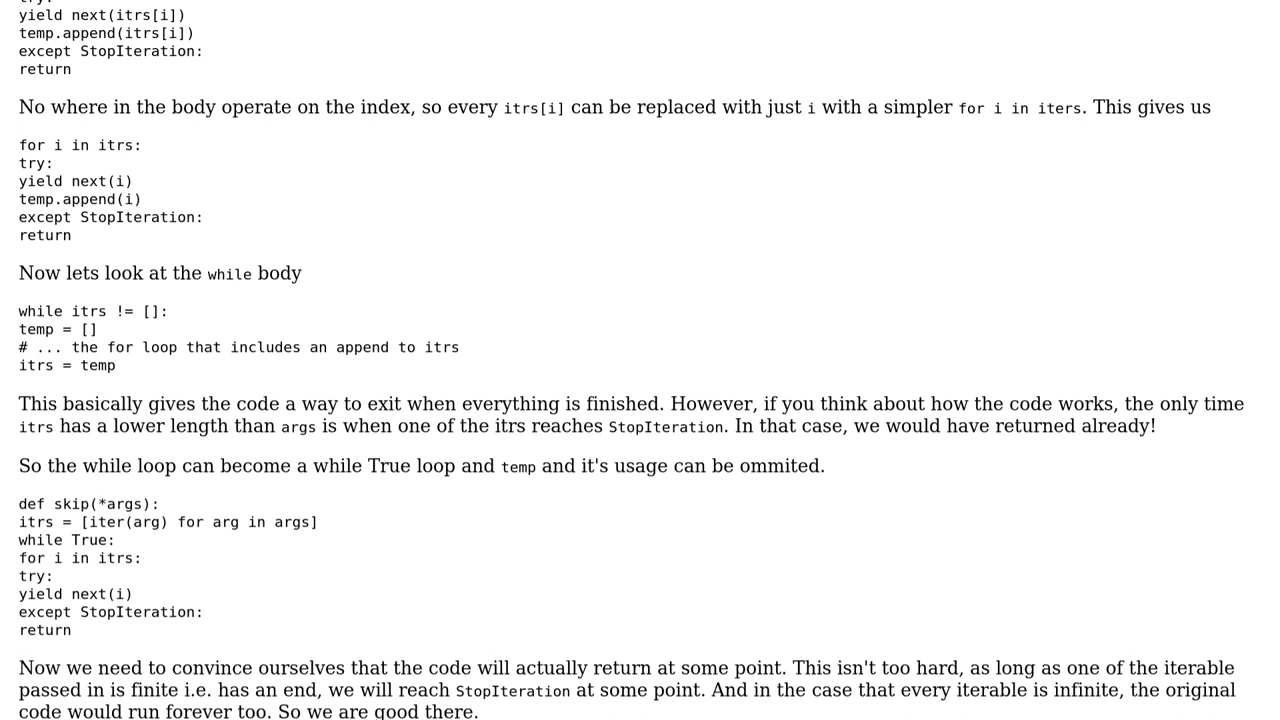 try:
yield next(itrs[i])
temp.append(itrs[i])
except StopIteration:
return
No where in the body operate on the index, so every itrs[i] can be replaced with just i with a simpler for i in iters. This gives us
for i in itrs:
try:
yield next(i)
temp.append(i)
except StopIteration:
return
Now lets look at the while body
while itrs != []:
temp = []
# ... the for loop that includes an append to itrs
itrs = temp
This basically gives the code a way to exit when everything is finished. However, if you think about how the code works, the only time
itrs has a lower length than args is when one of the itrs reaches StopIteration. In that case, we would have returned already!
So the while loop can become a while True loop and temp and it's usage can be ommited.
def skip(*args):
itrs = [iter(arg) for arg in args]
while True:
for i in itrs:
try:
yield next(i)
except StopIteration:
return
Now we need to convince ourselves that the code will actually return at some point. This isn't too hard, as long as one of the iterable
passed in is finite i.e. has an end, we will reach StopIteration at some point. And in the case that every iterable is infinite, the original
code would run forever too. So we are good there.